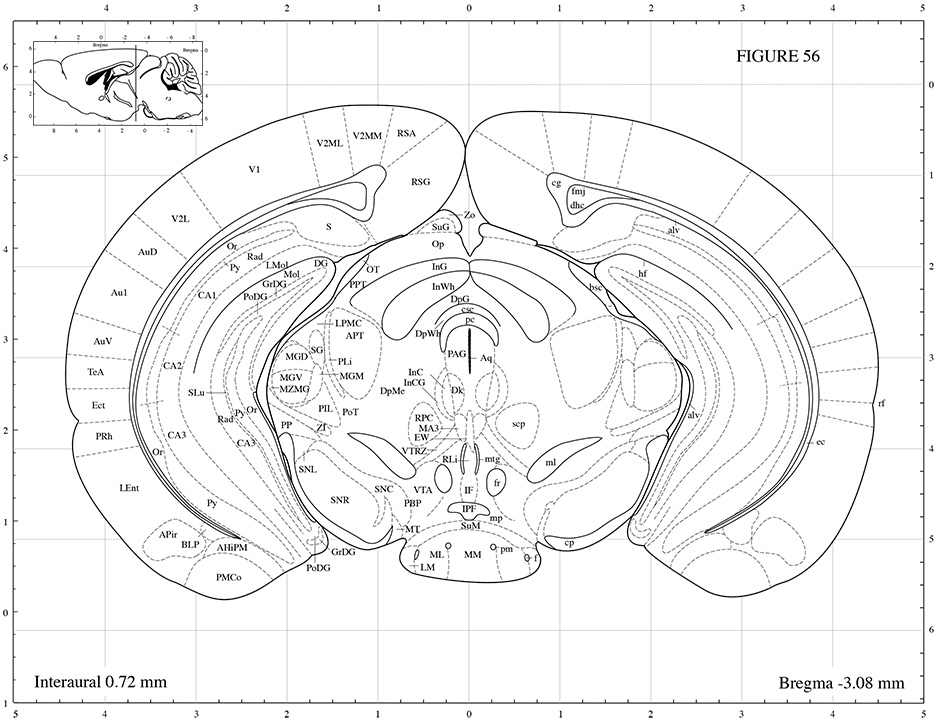 4 3 2 1 0 1 2 3 4 5
4 2 0 -2 -4
Bregma
Bregma
FIGURE 56
6
0
V2MM
RSA
V2ML
5
V1
RSG
1
cg
fmj
dhc
V2L
Zo
S
SuG
alv
4
AuD
Or
Rad
Op
LMol
DG
OT
InG
2
Py
Mol
hf
GrDG
PPT
InWh
bsc
Au1
CA1
PoDG
DpG
csc
LPMC
pc
3
AuV
APT
DpWh
SG
MGD
PAG
Aq
3
TeA
CA2
PLi
InC
MGV
MGM
InCG
SLu
MZMG
DpMe
Dk
Ect
Py
Or
PIL
PoT
rf
Rad
PP
RPC
alv
scp
2
PRh
CA3
CA3
ZI
MA3
EW
ec
Or
VTRZ
4
SNL
RLi
mtg
ml
LEnt
SNR
SNC
VTA
IF
fr
Py
PBP
IPF
mp
1
APir
MT
SuM
5
BLP
AHiPM
GrDG
ML
MM
pm
cp
PoDG
LM
f
PMCo
0
6
Interaural 0.72 mm
Bregma -3.08 mm
1
5 4 3 2 1 0 1 2 3 4 5